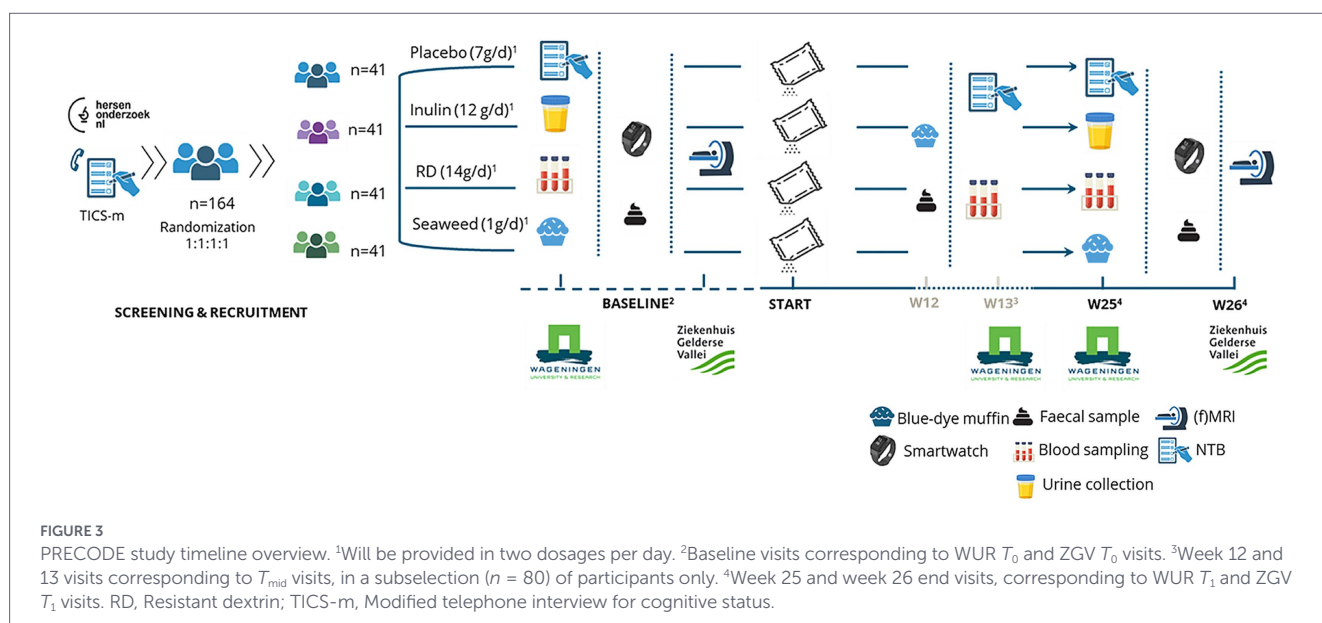 hersen
onderzoek
nl
TICS-m
n=164
Randomization
1:1:1:1
n=41
n=41
n=41
n=41
Placebo (7g/d)¹
Inulin (12 g/d)¹
RD (14g/d)¹
Seaweed (1g/d)¹
SCREENING & RECRUITMENT
BASELINE²
START
W12
W13³
W25⁴
W26⁴
WAGENINGEN
UNIVERSITY & RESEARCH
Ziekenhuis
Gelderse
Vallei
WAGENINGEN
UNIVERSITY & RESEARCH
WAGENINGEN
UNIVERSITY & RESEARCH
Ziekenhuis
Gelderse
Vallei
Blue-dye muffin
Faecal sample
(f)MRI
Smartwatch
Blood sampling
NTB
Urine collection
FIGURE 3
PRECODE study timeline overview. ¹Will be provided in two dosages per day. ²Baseline visits corresponding to WUR T₀ and ZGV T₀ visits. ³Week 12 and
13 visits corresponding to Tmid visits, in a subselection (n = 80) of participants only. ⁴Week 25 and week 26 end visits, corresponding to WUR T₁ and ZGV
T₁ visits. RD, Resistant dextrin; TICS-m, Modified telephone interview for cognitive status.